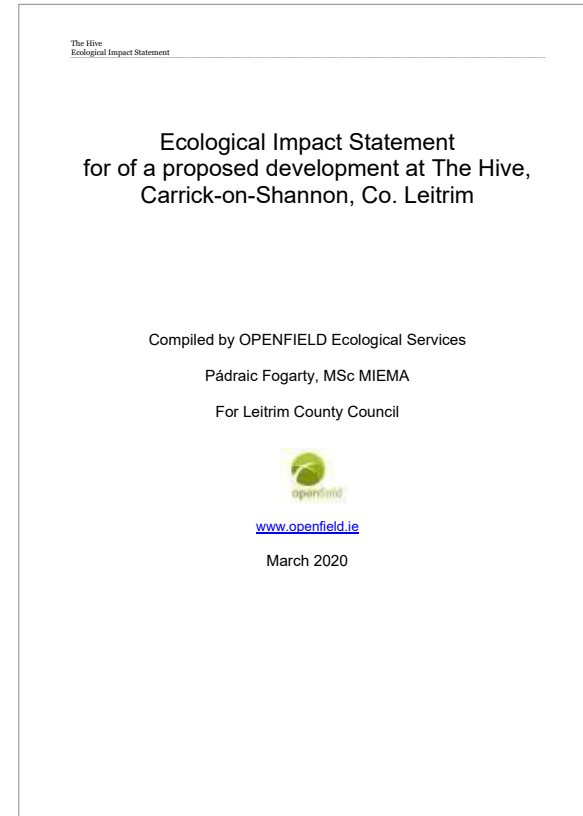 The Hive
Ecological Impact Statement
Ecological Impact Statement
for of a proposed development at The Hive,
Carrick-on-Shannon, Co. Leitrim
Compiled by OPENFIELD Ecological Services
Pádraic Fogarty, MSc MIEMA
For Leitrim County Council
openfield
www.openfield.ie
March 2020